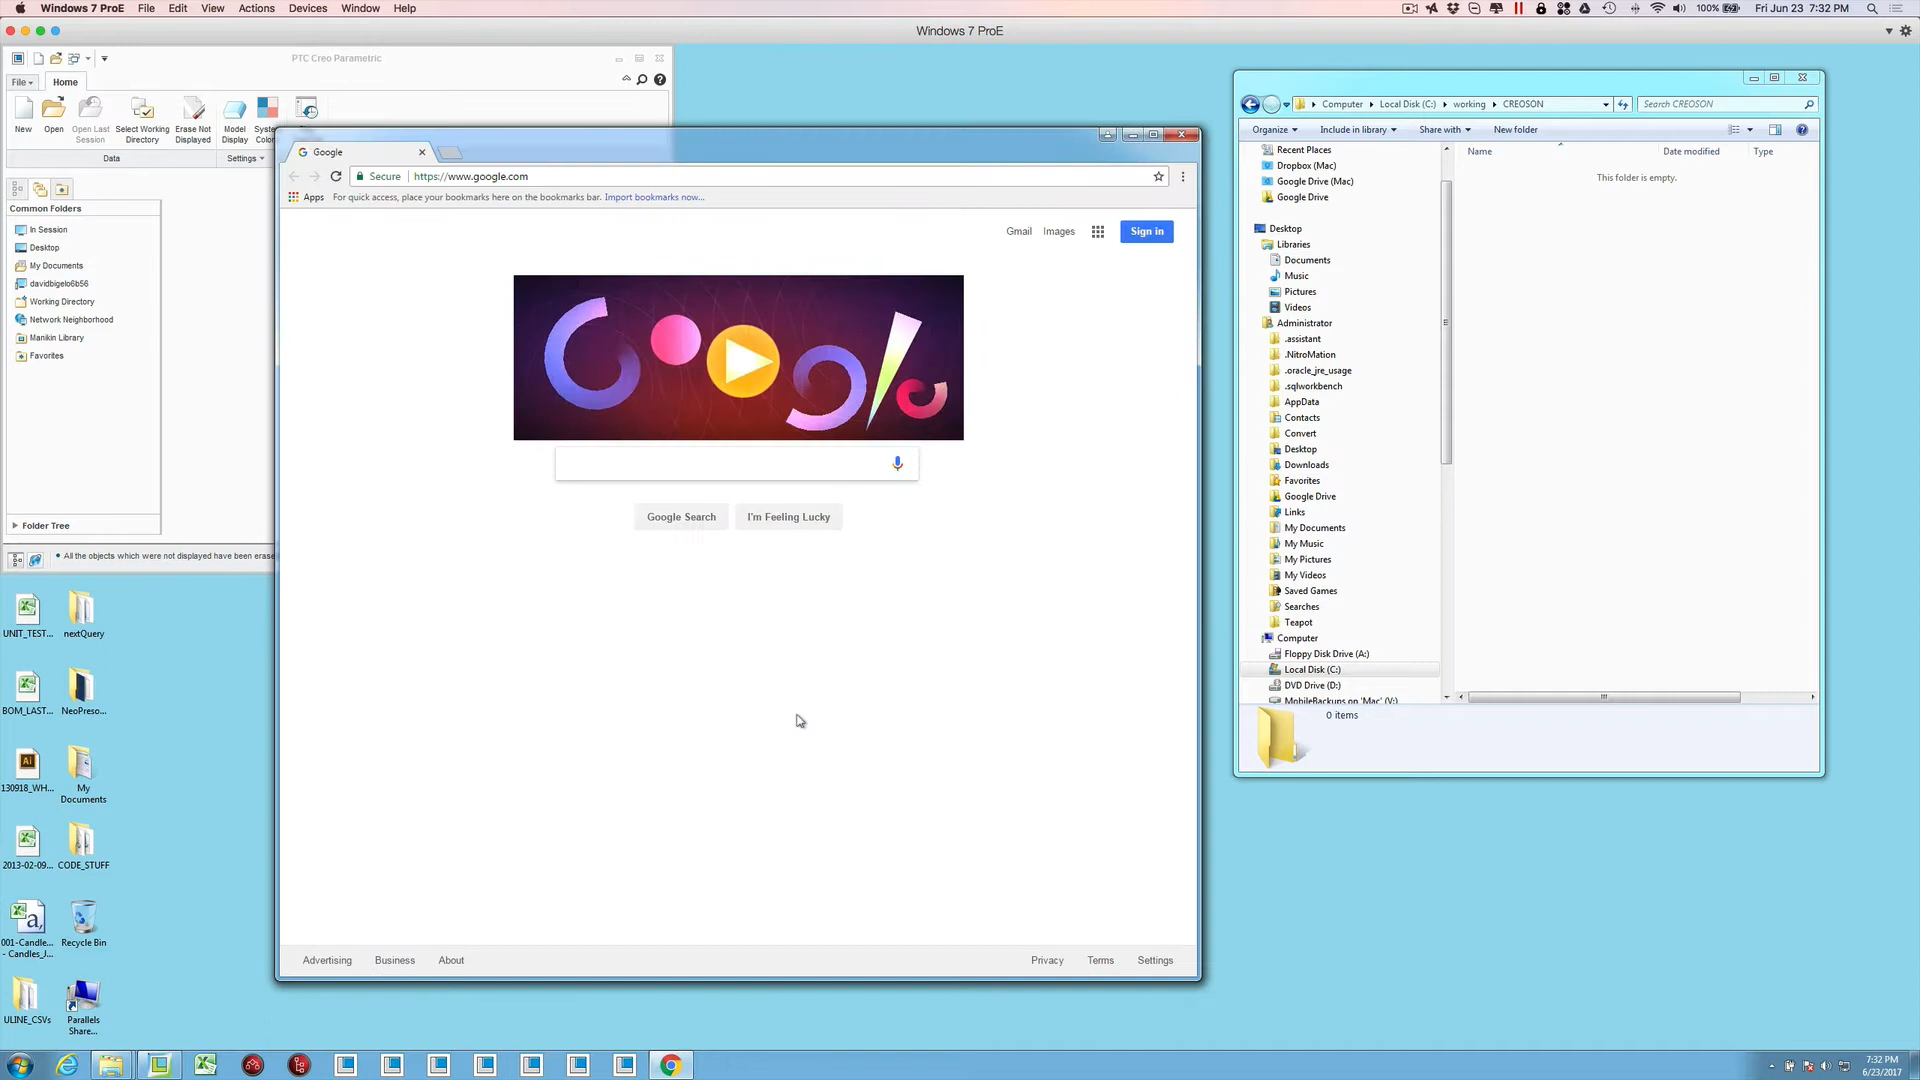 Windows 7 ProE File Edit View Actions Devices Window Help
100% Fri Jun 23 7:32 PM
Windows 7 ProE
PTC Creo Parametric
File Home
New
Open
Open Last
Session
Select Working
Directory
Erase Not
Displayed
Model
Display
Syste
Color
Data
Settings
Common Folders
In Session
Desktop
My Documents
davidbigelo6b56
Working Directory
Network Neighborhood
Manikin Library
Favorites
Folder Tree
All the objects which were not displayed have been erase
UNIT_TEST...
nextQuery
BOM_LAST...
NeoPreso...
130918_WH...
My
Documents
2013-02-09...
CODE_STUFF
001-Candle...
- Candles_J...
Recycle Bin
ULINE_CSVs
Parallels
Share...
Google
Secure https://www.google.com
Apps For quick access, place your bookmarks here on the bookmarks bar. Import bookmarks now...
Gmail Images Sign in
Google Search I'm Feeling Lucky
Advertising Business About
Privacy Terms Settings
Computer Local Disk (C:) working CREOSON
Search CREOSON
Organize Include in library Share with New folder
Name Date modified Type
This folder is empty.
Recent Places
Dropbox (Mac)
Google Drive (Mac)
Google Drive
Desktop
Libraries
Documents
Music
Pictures
Videos
Administrator
.assistant
.NitroMation
.oracle_jre_usage
.sqlworkbench
AppData
Contacts
Convert
Desktop
Downloads
Favorites
Google Drive
Links
My Documents
My Music
My Pictures
My Videos
Saved Games
Searches
Teapot
Computer
Floppy Disk Drive (A:)
Local Disk (C:)
DVD Drive (D:)
MobileBackups on 'Mac' (V:)
0 items
7:32 PM
6/23/2017